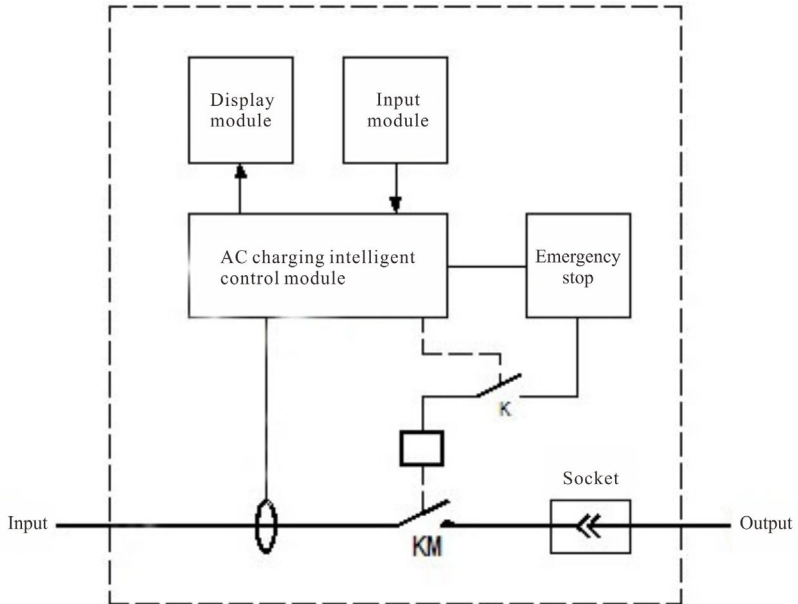 Display
module
Input
module
AC charging intelligent
control module
Emergency
stop
K
Socket
Input
KM
Output